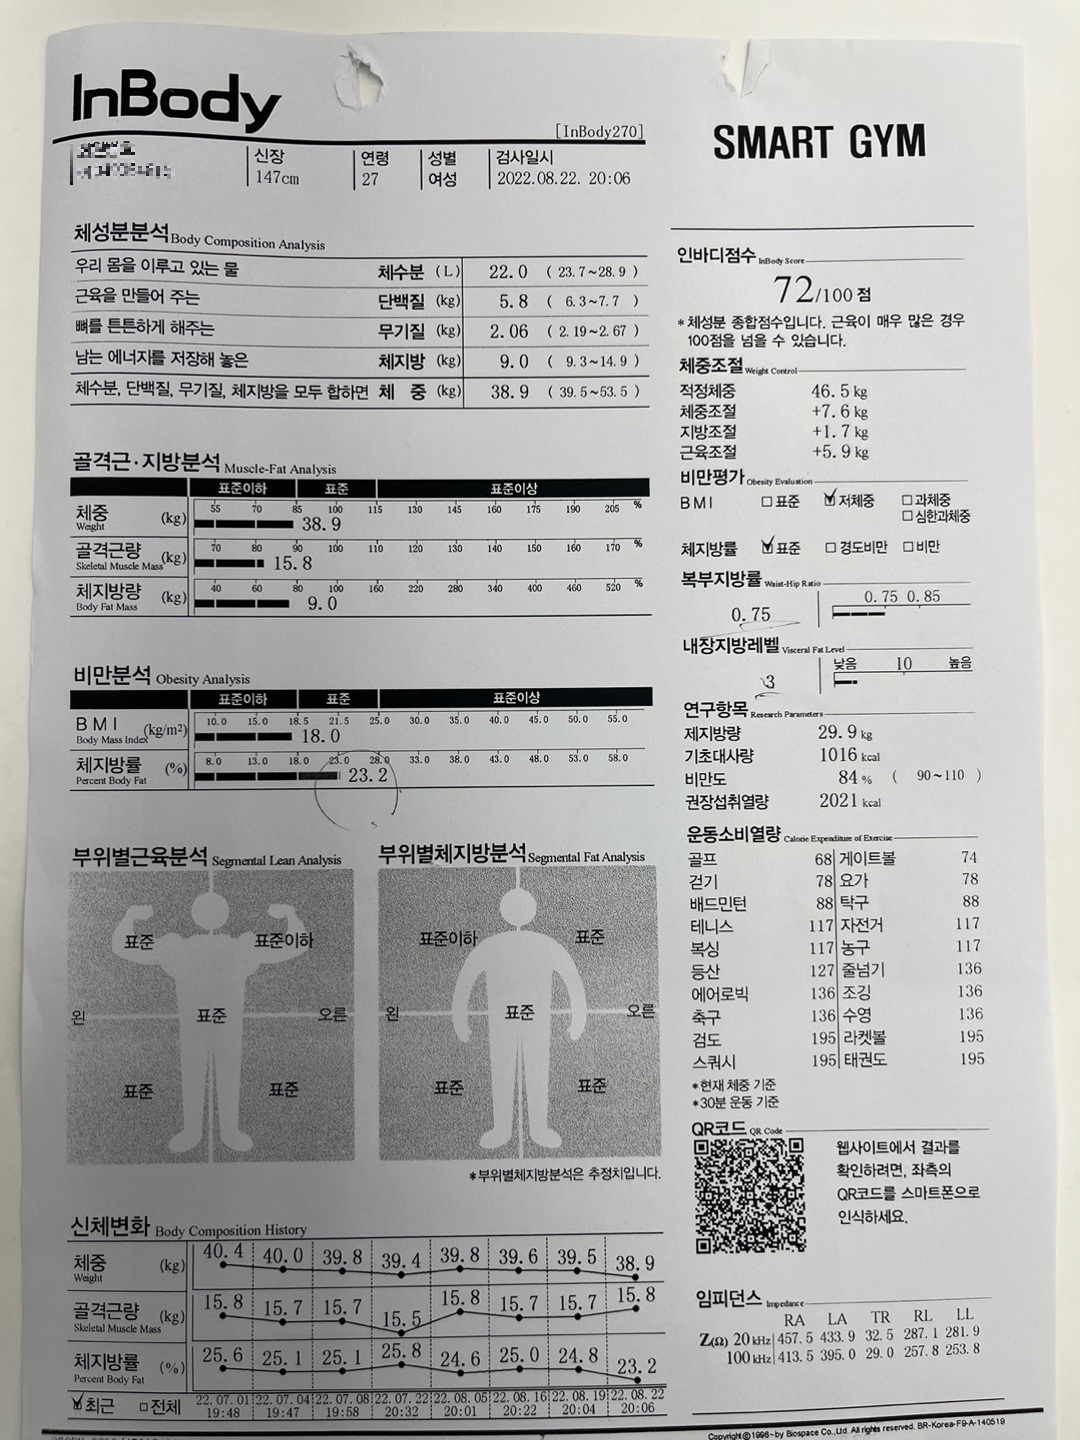 InBody
[InBody270]
SMART GYM
신장 연령 성별 검사일시
147cm 27 여성 2022.08.22. 20:06
체성분분석 Body Composition Analysis
우리 몸을 이루고 있는 물 체수분 (L) 22.0 ( 23.7~28.9 )
근육을 만들어 주는 단백질 (kg) 5.8 ( 6.3~7.7 )
뼈를 튼튼하게 해주는 무기질 (kg) 2.06 ( 2.19~2.67 )
남는 에너지를 저장해 놓은 체지방 (kg) 9.0 ( 9.3~14.9 )
체수분, 단백질, 무기질, 체지방을 모두 합하면 체 중 (kg) 38.9 ( 39.5~53.5 )
골격근·지방분석 Muscle-Fat Analysis
표준이하 표준 표준이상
체중 (kg) 55 70 85 100 115 130 145 160 175 190 205 %
Weight 38.9
골격근량 (kg) 70 80 90 100 110 120 130 140 150 160 170 %
Skeletal Muscle Mass 15.8
체지방량 (kg) 40 60 80 100 160 220 280 340 400 460 520 %
Body Fat Mass 9.0
비만분석 Obesity Analysis
표준이하 표준 표준이상
BMI (kg/m²) 10.0 15.0 18.5 21.5 25.0 30.0 35.0 40.0 45.0 50.0 55.0
Body Mass Index 18.0
체지방률 (%) 8.0 13.0 18.0 23.0 28.0 33.0 38.0 43.0 48.0 53.0 58.0
Percent Body Fat 23.2
부위별근육분석 Segmental Lean Analysis
표준 표준이하
왼 표준 오른
표준 표준
부위별체지방분석 Segmental Fat Analysis
표준이하 표준
왼 표준 오른
표준 표준
*부위별체지방분석은 추정치입니다.
신체변화 Body Composition History
체중 (kg) 40.4 40.0 39.8 39.4 39.8 39.6 39.5 38.9
Weight
골격근량 (kg) 15.8 15.7 15.7 15.5 15.8 15.7 15.7 15.8
Skeletal Muscle Mass
체지방률 (%) 25.6 25.1 25.1 25.8 24.6 25.0 24.8 23.2
Percent Body Fat
최근 전체 22.07.01 22.07.04 22.07.08 22.07.22 22.08.05 22.08.16 22.08.19 22.08.22
19:48 19:47 19:58 20:32 20:01 20:22 20:04 20:06
인바디점수 InBody Score
72/100 점
*체성분 종합점수입니다. 근육이 매우 많은 경우
100점을 넘을 수 있습니다.
체중조절 Weight Control
적정체중 46.5 kg
체중조절 +7.6 kg
지방조절 +1.7 kg
근육조절 +5.9 kg
비만평가 Obesity Evaluation
BMI 표준 저체중 과체중
심한과체중
체지방률 표준 경도비만 비만
복부지방률 Waist-Hip Ratio
0.75 0.75 0.85
내장지방레벨 Visceral Fat Level
3 낮음 10 높음
연구항목 Research Parameters
제지방량 29.9 kg
기초대사량 1016 kcal
비만도 84 % ( 90~110 )
권장섭취열량 2021 kcal
운동소비열량 Calorie Expenditure of Exercise
골프 68 게이트볼 74
걷기 78 요가 78
배드민턴 88 탁구 88
테니스 117 자전거 117
복싱 117 농구 117
등산 127 줄넘기 136
에어로빅 136 조깅 136
축구 136 수영 136
검도 195 라켓볼 195
스쿼시 195 태권도 195
*현재 체중 기준
*30분 운동 기준
QR코드 QR Code
웹사이트에서 결과를
확인하려면, 좌측의
QR코드를 스마트폰으로
인식하세요.
임피던스 Impedance
RA LA TR RL LL
Z(Ω) 20 kHz 457.5 433.9 32.5 287.1 281.9
100 kHz 413.5 395.0 29.0 257.8 253.8
Copyright©1996~by Biospace Co.,Ltd. All rights reserved. BR-Korea-F9-A-140519